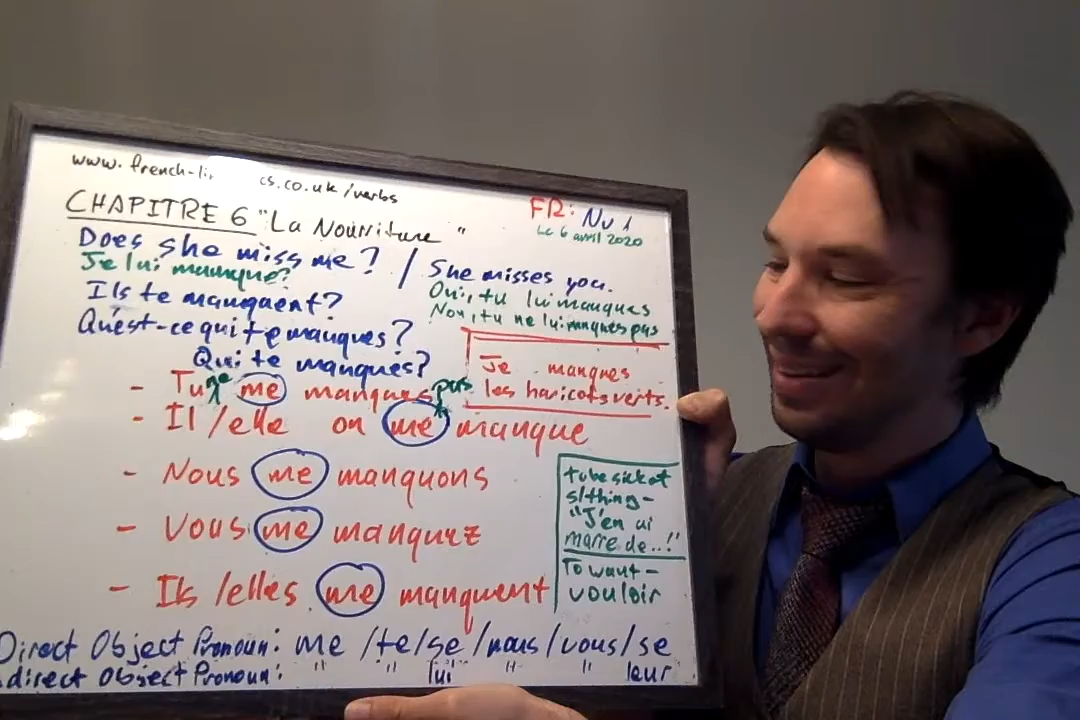 www.french-li cs.co.uk/verbs
CHAPITRE 6 "La Nourriture"
FR: Nv 1
Le 6 avril 2020
Does she miss me? / She misses you.
Je lui manque?
Oui, tu lui manques
Non, tu ne lui manques pas
Ils te manquent?
Qu'est-ce qui te manques?
Qui te manques?
Je manques
les haricots verts.
- Tu ne me manques pas
- Il/elle on me manque
- Nous me manquons
- Vous me manquez
- Ils/elles me manquent
to be sick of
s/thing -
"J'en ai
marre de..!"
To want -
vouloir
Direct Object Pronoun: me /te/se /nous/vous/se
direct Object Pronoun: " " lui " " leur